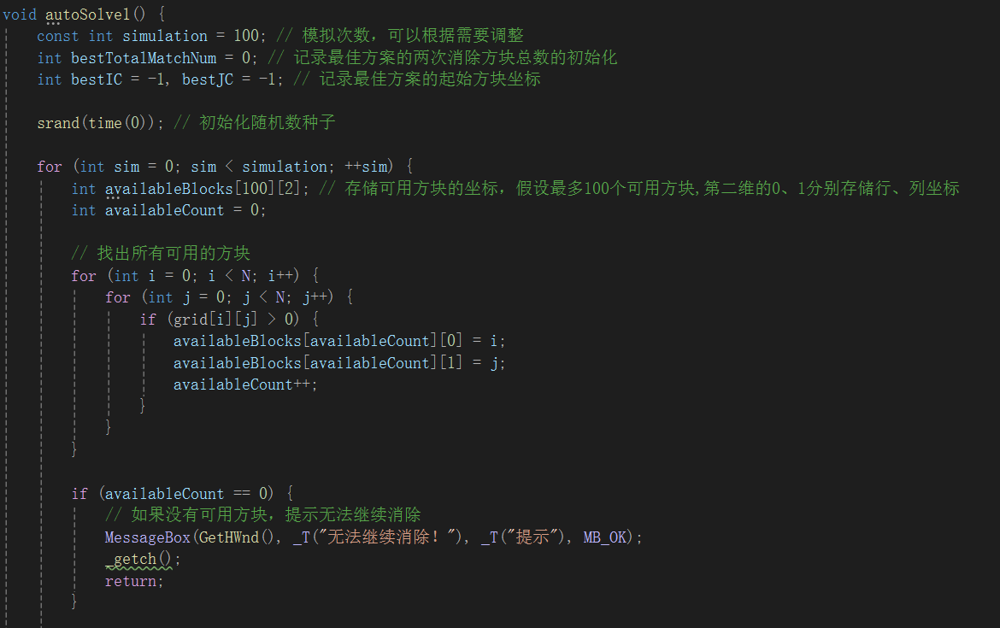 void autoSolve1() {
const int simulation = 100; // 模拟次数，可以根据需要调整
int bestTotalMatchNum = 0; // 记录最佳方案的两次消除方块总数的初始化
int bestIC = -1, bestJC = -1; // 记录最佳方案的起始方块坐标
srand(time(0)); // 初始化随机数种子
for (int sim = 0; sim < simulation; ++sim) {
int availableBlocks[100][2]; // 存储可用方块的坐标，假设最多100个可用方块,第二维的0、1分别存储行、列坐标
int availableCount = 0;
// 找出所有可用的方块
for (int i = 0; i < N; i++) {
for (int j = 0; j < N; j++) {
if (grid[i][j] > 0) {
availableBlocks[availableCount][0] = i;
availableBlocks[availableCount][1] = j;
availableCount++;
}
}
}
if (availableCount == 0) {
// 如果没有可用方块，提示无法继续消除
MessageBox(GetHWnd(), _T("无法继续消除！"), _T("提示"), MB_OK);
_getch();
return;
}